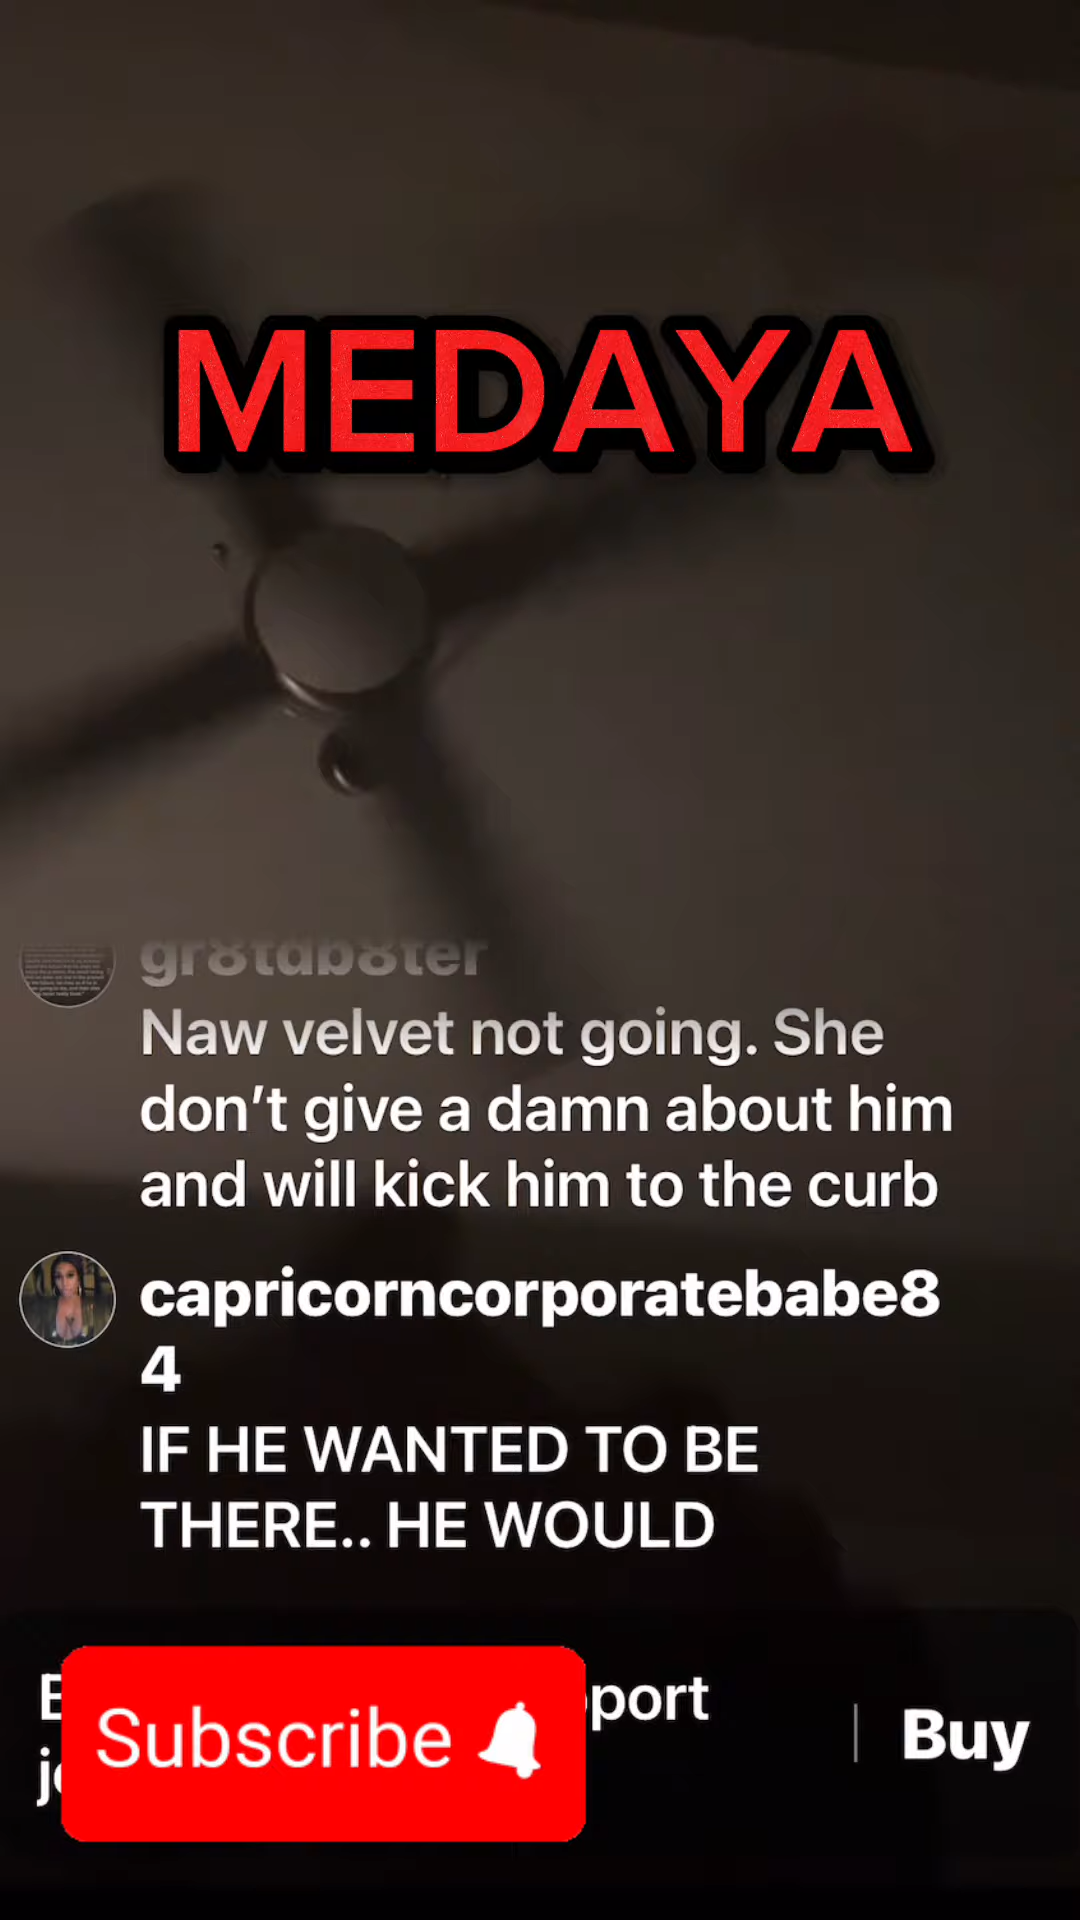 MEDAYA
gr8tdb8ter
Naw velvet not going. She
don’t give a damn about him
and will kick him to the curb
capricorncorporatebabe8
4
IF HE WANTED TO BE
THERE.. HE WOULD
Subscribe
Buy